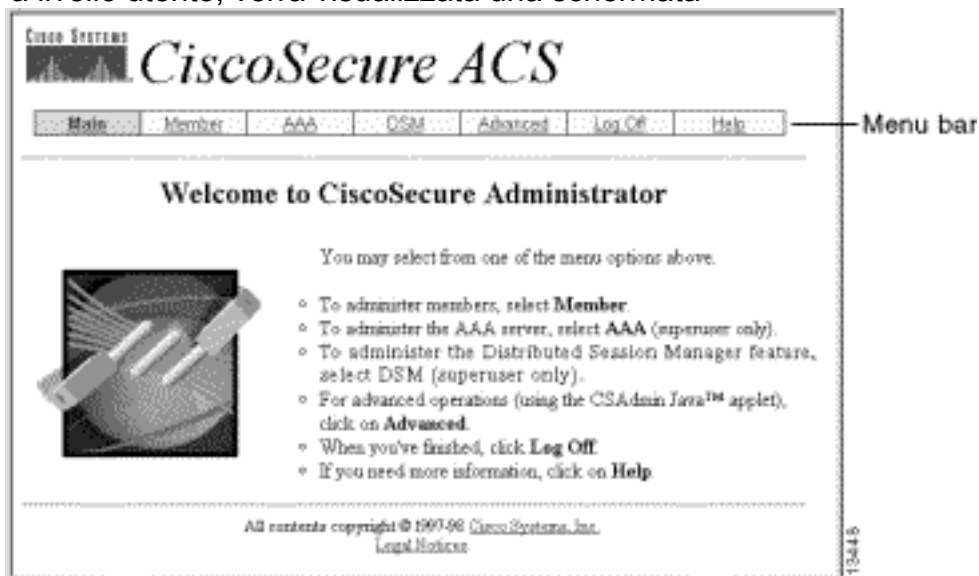 a livello utente, verrà visualizzata una schermata
CISCO SYSTEMS
CiscoSecure ACS
Main Member AAA DSM Advanced Log Off Help
Menu bar
Welcome to CiscoSecure Administrator
You may select from one of the menu options above.
To administer members, select Member.
To administer the AAA server, select AAA (superuser only).
To administer the Distributed Session Manager feature,
select DSM (superuser only).
For advanced operations (using the CSAdmin Java™ applet),
click on Advanced.
When you've finished, click Log Off.
If you need more information, click on Help.
All contents copyright © 1997-98 Cisco Systems, Inc.
Legal Notices
13445